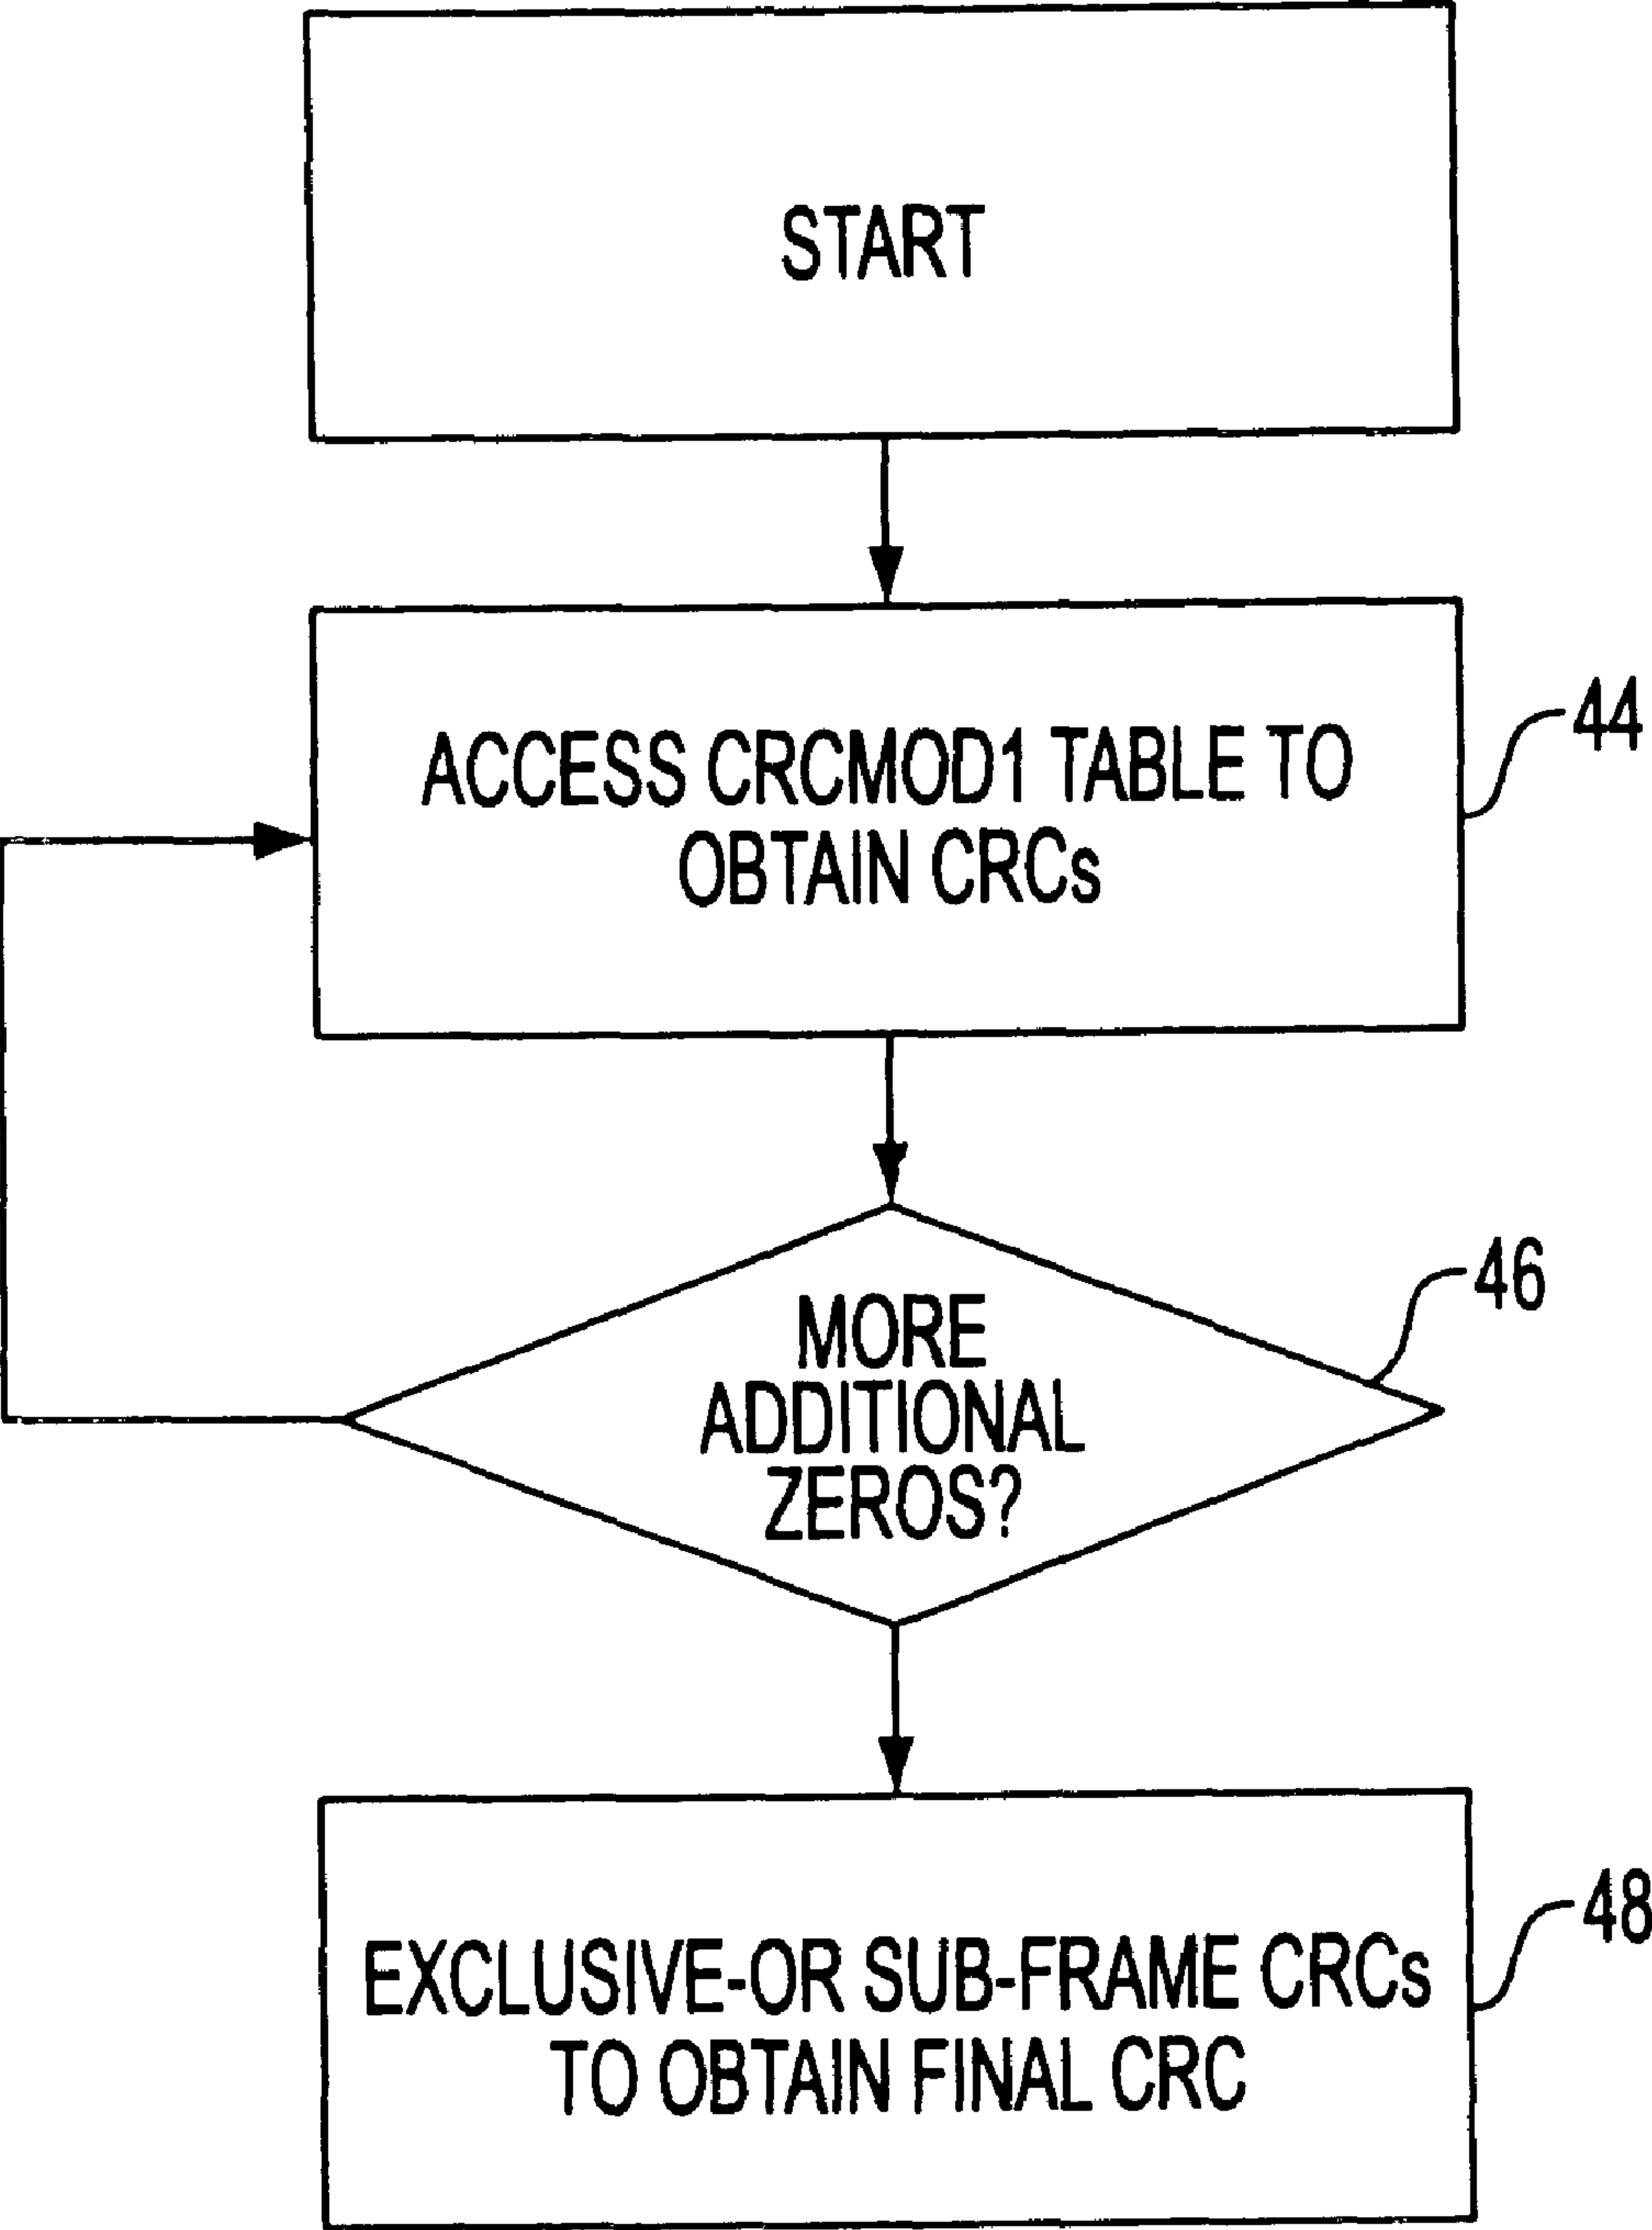 START
ACCESS CRCMOD1 TABLE TO
OBTAIN CRCs
44
MORE
ADDITIONAL
ZEROS?
46
EXCLUSIVE-OR SUB-FRAME CRCs
TO OBTAIN FINAL CRC
48